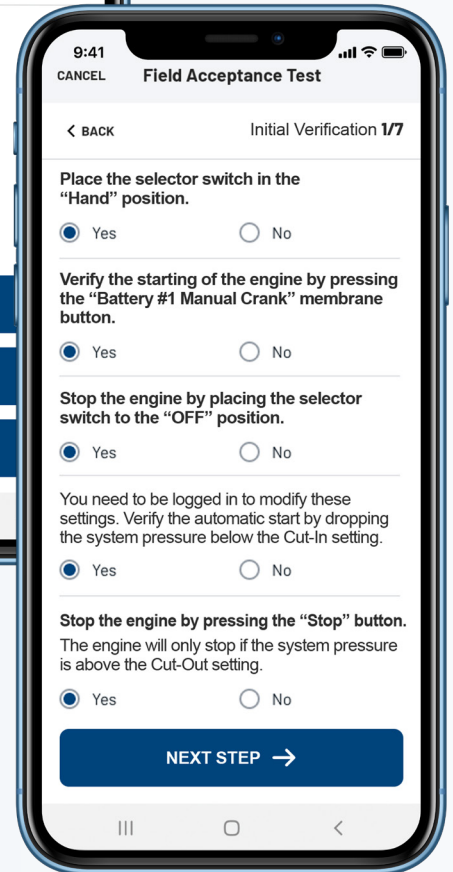 9:41
CANCEL Field Acceptance Test
BACK Initial Verification 1/7
Place the selector switch in the
“Hand” position.
Yes No
Verify the starting of the engine by pressing
the “Battery #1 Manual Crank” membrane
button.
Yes No
Stop the engine by placing the selector
switch to the “OFF” position.
Yes No
You need to be logged in to modify these
settings. Verify the automatic start by dropping
the system pressure below the Cut-In setting.
Yes No
Stop the engine by pressing the “Stop” button.
The engine will only stop if the system pressure
is above the Cut-Out setting.
Yes No
NEXT STEP